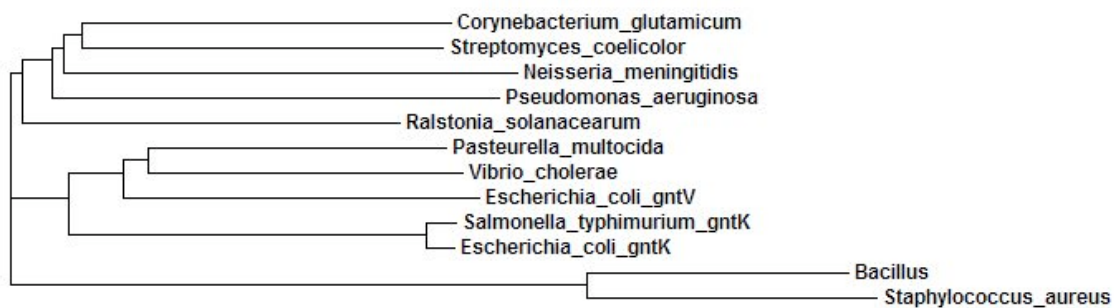 Corynebacterium_glutamicum
Streptomyces_coelicolor
Neisseria_meningitidis
Pseudomonas_aeruginosa
Ralstonia_solanacearum
Pasteurella_multocida
Vibrio_cholerae
Escherichia_coli_gntV
Salmonella_typhimurium_gntK
Escherichia_coli_gntK
Bacillus
Staphylococcus_aureus